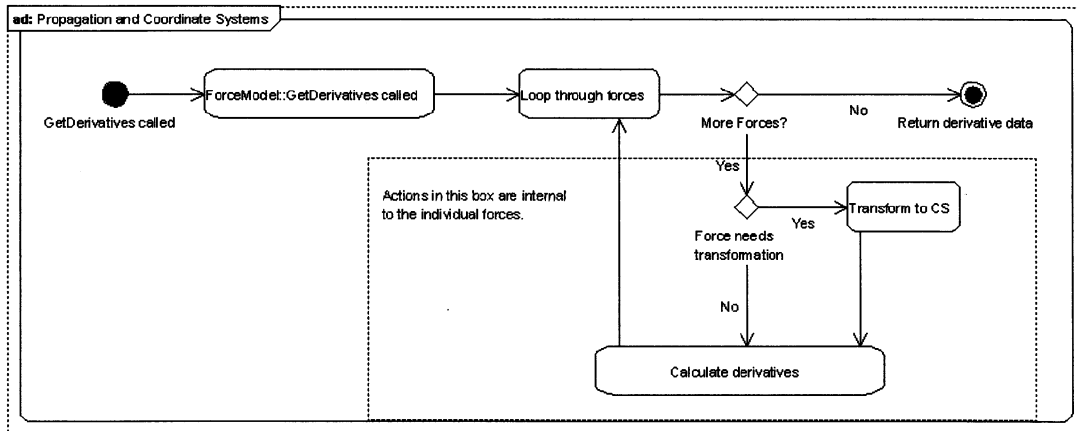 ad: Propagation and Coordinate Systems
ForceModel::GetDerivatives called
Loop through forces
GetDerivatives called
More Forces?
No
Return derivative data
Yes
Actions in this box are internal
to the individual forces.
Transform to CS
Yes
Force needs
transformation
No
Calculate derivatives